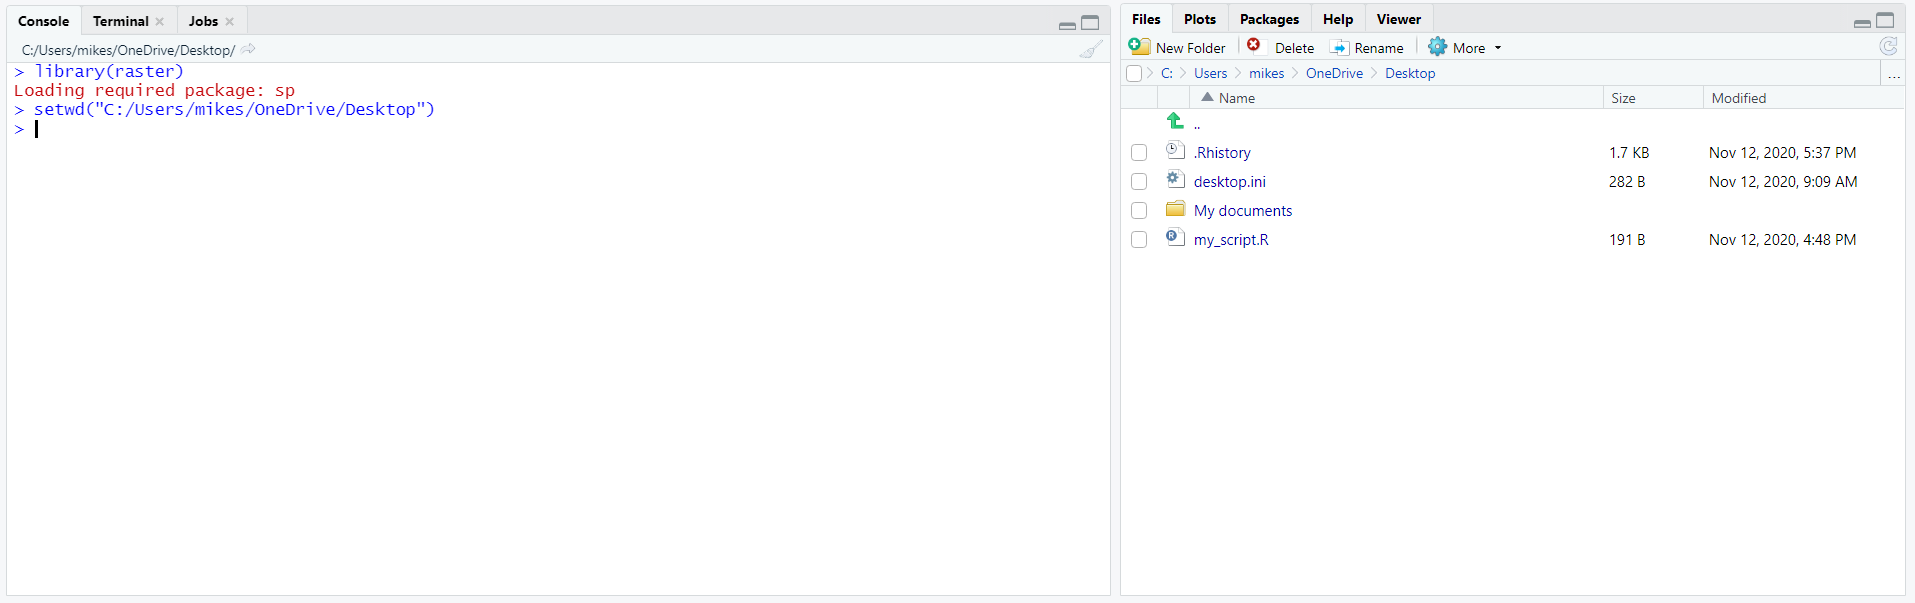 Console Terminal Jobs
C:/Users/mikes/OneDrive/Desktop/
> library(raster)
Loading required package: sp
> setwd("C:/Users/mikes/OneDrive/Desktop")
>
Files Plots Packages Help Viewer
New Folder Delete Rename More
C: Users mikes OneDrive Desktop ...
Name Size Modified
..
.Rhistory 1.7 KB Nov 12, 2020, 5:37 PM
desktop.ini 282 B Nov 12, 2020, 9:09 AM
My documents
my_script.R 191 B Nov 12, 2020, 4:48 PM